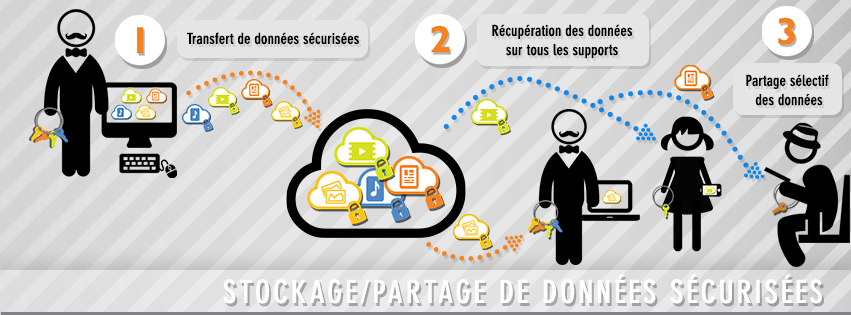 1
Transfert de données sécurisées
2
Récupération des données
sur tous les supports
3
Partage sélectif
des données
STOCKAGE/PARTAGE DE DONNÉES SÉCURISÉES